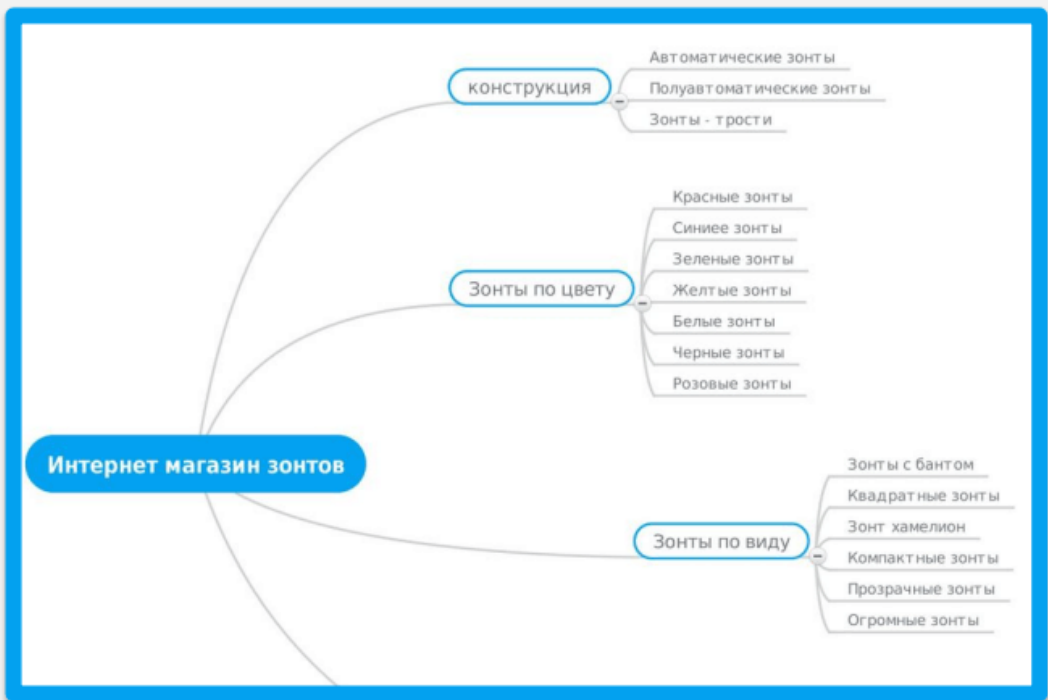 конструкция
Автоматические зонты
Полуавтоматические зонты
Зонты - трости
Зонты по цвету
Красные зонты
Синиее зонты
Зеленые зонты
Желтые зонты
Белые зонты
Черные зонты
Розовые зонты
Интернет магазин зонтов
Зонты по виду
Зонты с бантом
Квадратные зонты
Зонт хамелион
Компактные зонты
Прозрачные зонты
Огромные зонты